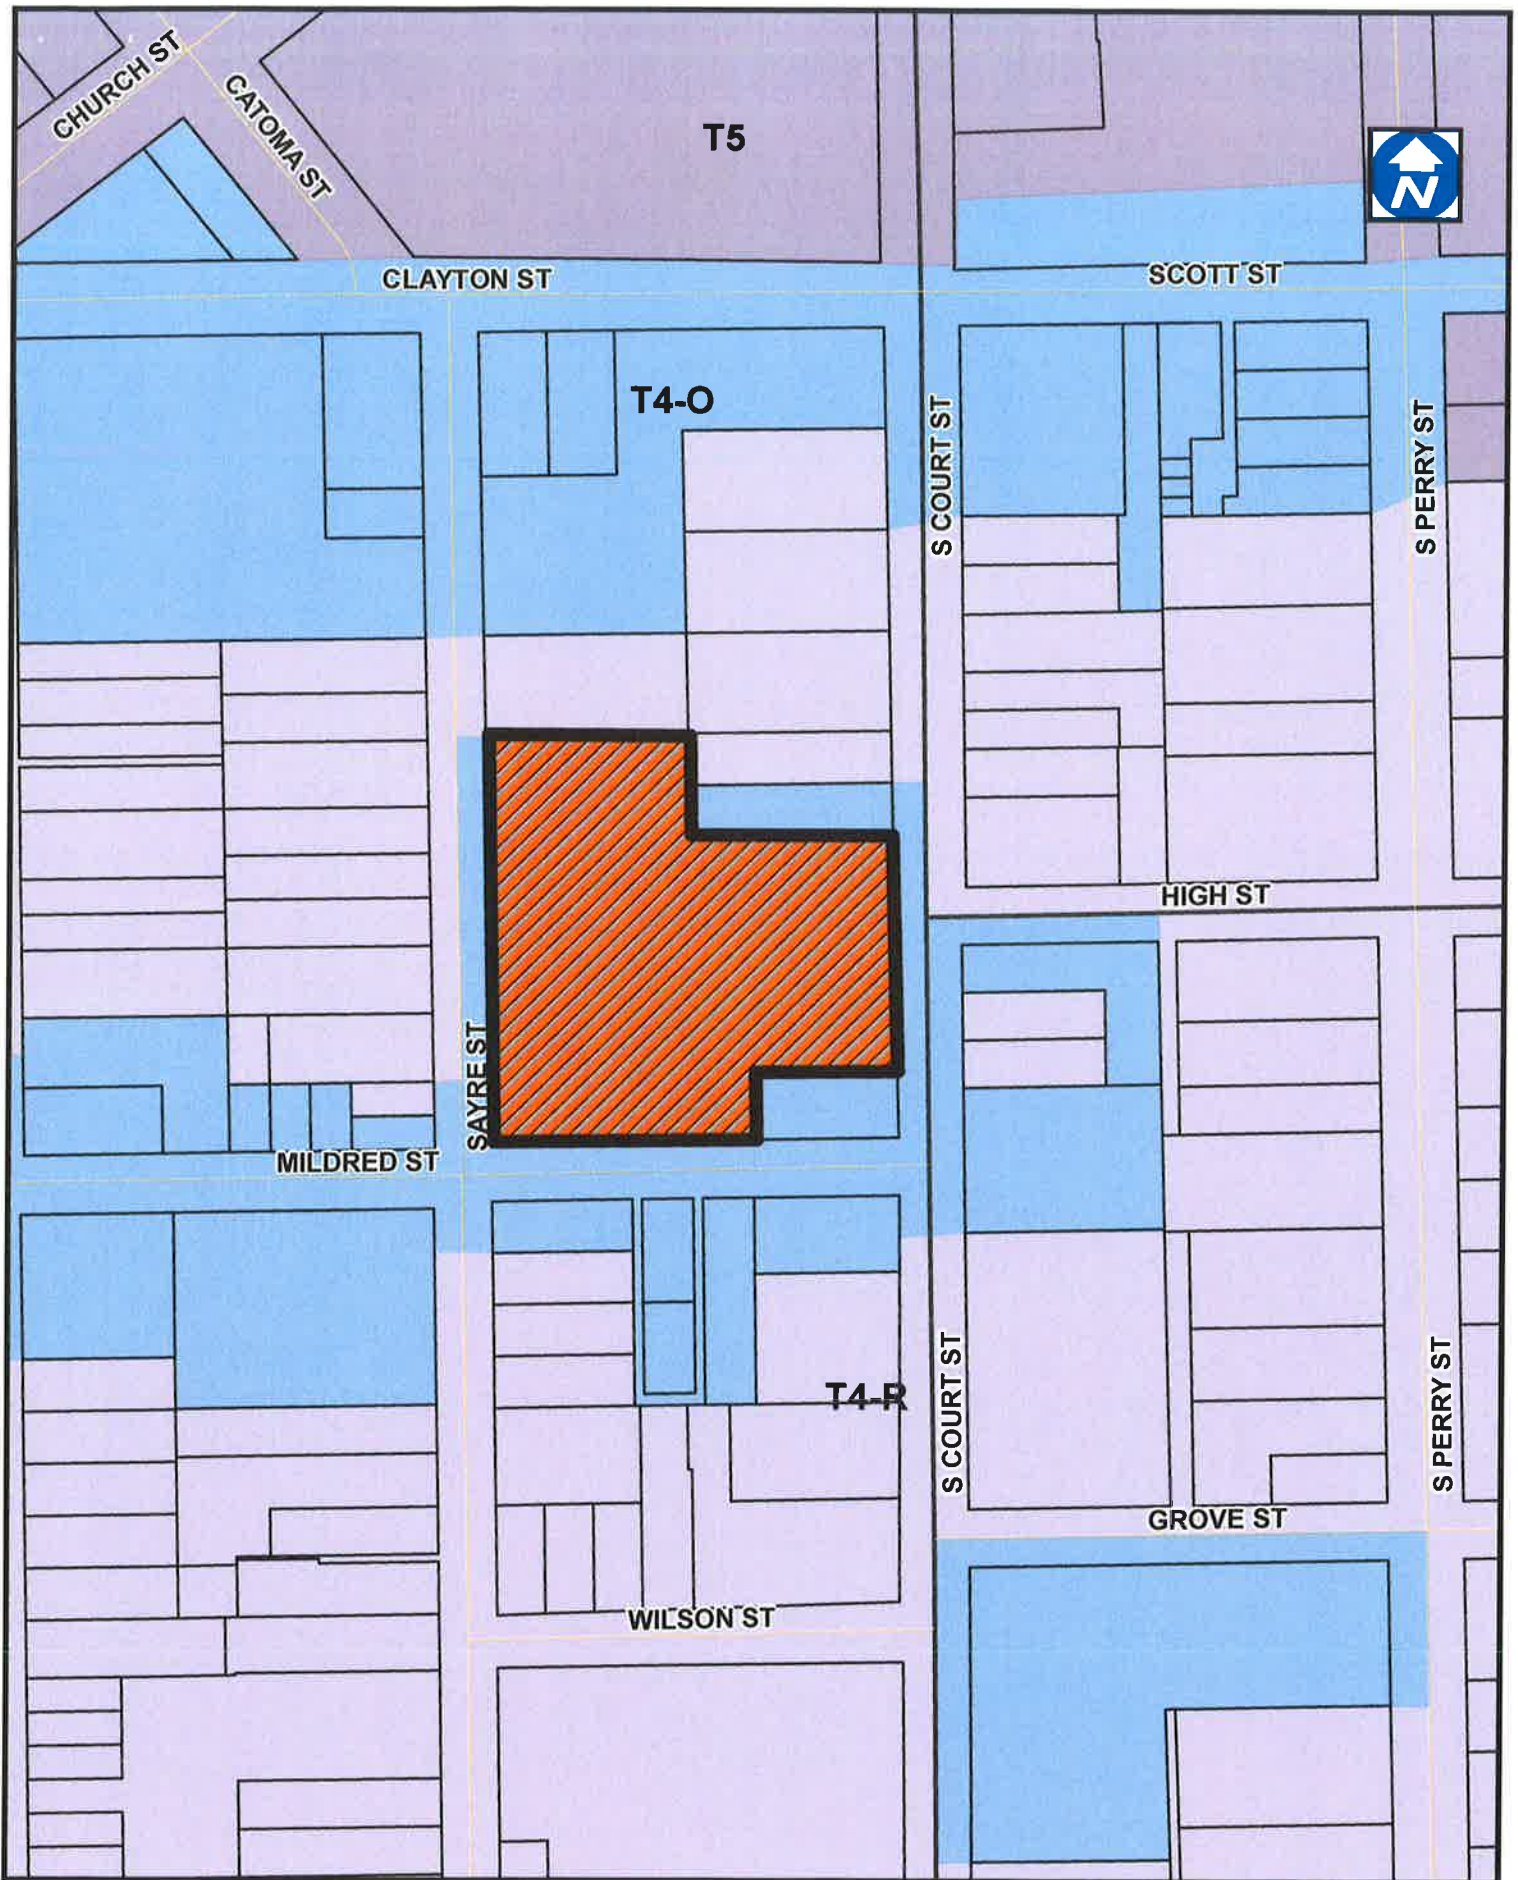 CHURCH ST
CATOMA ST
T5
N
CLAYTON ST
SCOTT ST
T4-O
S COURT ST
S PERRY ST
HIGH ST
SAYRE ST
MILDRED ST
T4-R
S COURT ST
S PERRY ST
GROVE ST
WILSON ST